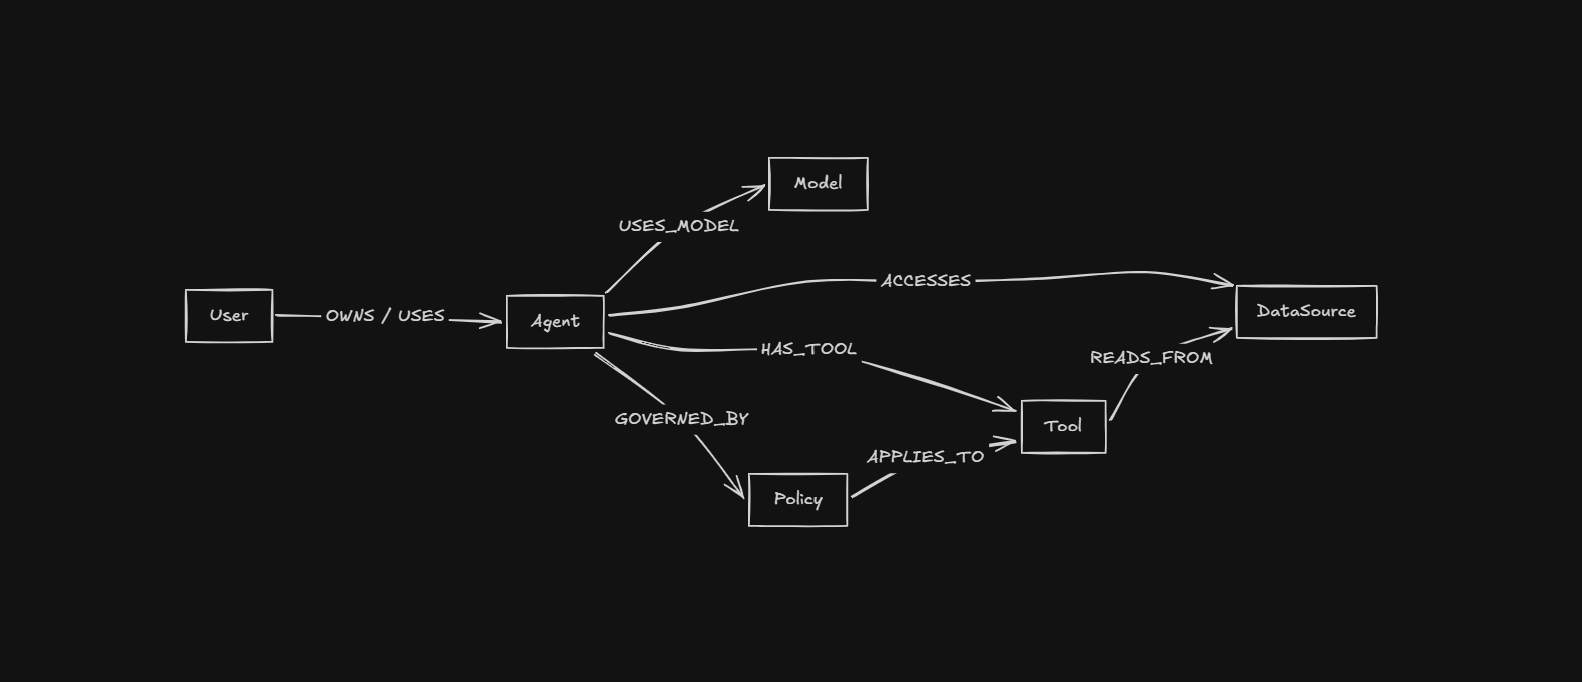 Model
USES_MODEL
ACCESSES
User
OWNS / USES
Agent
DataSource
HAS_TOOL
READS_FROM
GOVERNED_BY
Tool
APPLIES_TO
Policy